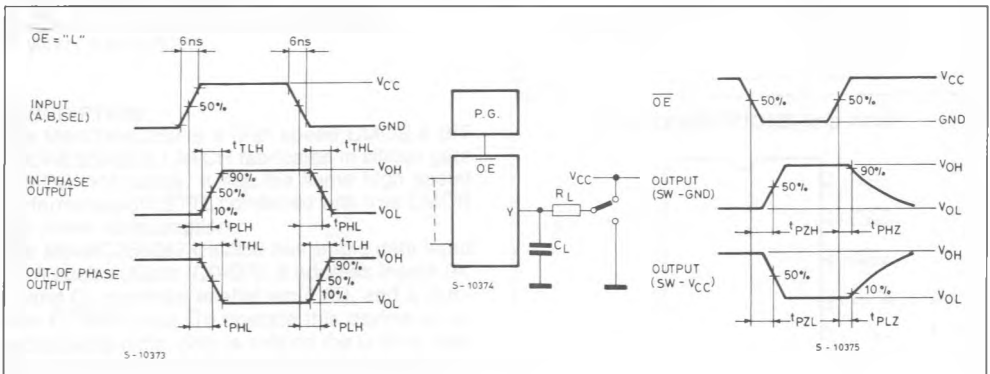 OE = "L"
6ns
6ns
VCC
50%
INPUT
(A,B,SEL)
GND
tTLH
tTHL
VOH
IN-PHASE
OUTPUT
90%
50%
10%
VOL
tPLH
tPHL
tTHL
tTLH
VOH
OUT-OF PHASE
OUTPUT
90%
50%
10%
VOL
tPHL
tPLH
S-10373
P.G.
OE
VCC
RL
Y
CL
S-10374
VCC
OE
50%
50%
GND
VOH
OUTPUT
(SW-GND)
50%
90%
VOL
tPZH
tPHZ
VOH
OUTPUT
(SW-VCC)
50%
10%
VOL
tPZL
tPLZ
S-10375